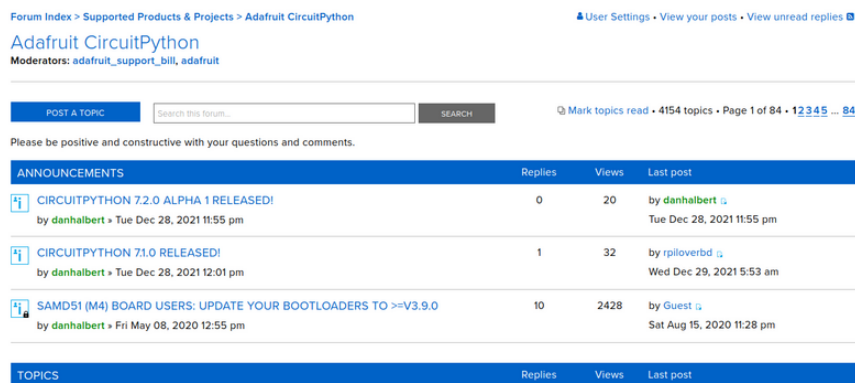 Forum Index > Supported Products & Projects > Adafruit CircuitPython User Settings • View your posts • View unread replies
Adafruit CircuitPython
Moderators: adafruit_support_bill, adafruit
POST A TOPIC Search this forum... SEARCH Mark topics read • 4154 topics • Page 1 of 84 • 1 2 3 4 5 ... 84
Please be positive and constructive with your questions and comments.
ANNOUNCEMENTS Replies Views Last post
CIRCUITPYTHON 7.2.0 ALPHA 1 RELEASED! 0 20 by danhalbert
by danhalbert » Tue Dec 28, 2021 11:55 pm Tue Dec 28, 2021 11:55 pm
CIRCUITPYTHON 7.1.0 RELEASED! 1 32 by rpiloverbd
by danhalbert » Tue Dec 28, 2021 12:01 pm Wed Dec 29, 2021 5:53 am
SAMD51 (M4) BOARD USERS: UPDATE YOUR BOOTLOADERS TO >=V3.9.0 10 2428 by Guest
by danhalbert » Fri May 08, 2020 12:55 pm Sat Aug 15, 2020 11:28 pm
TOPICS Replies Views Last post